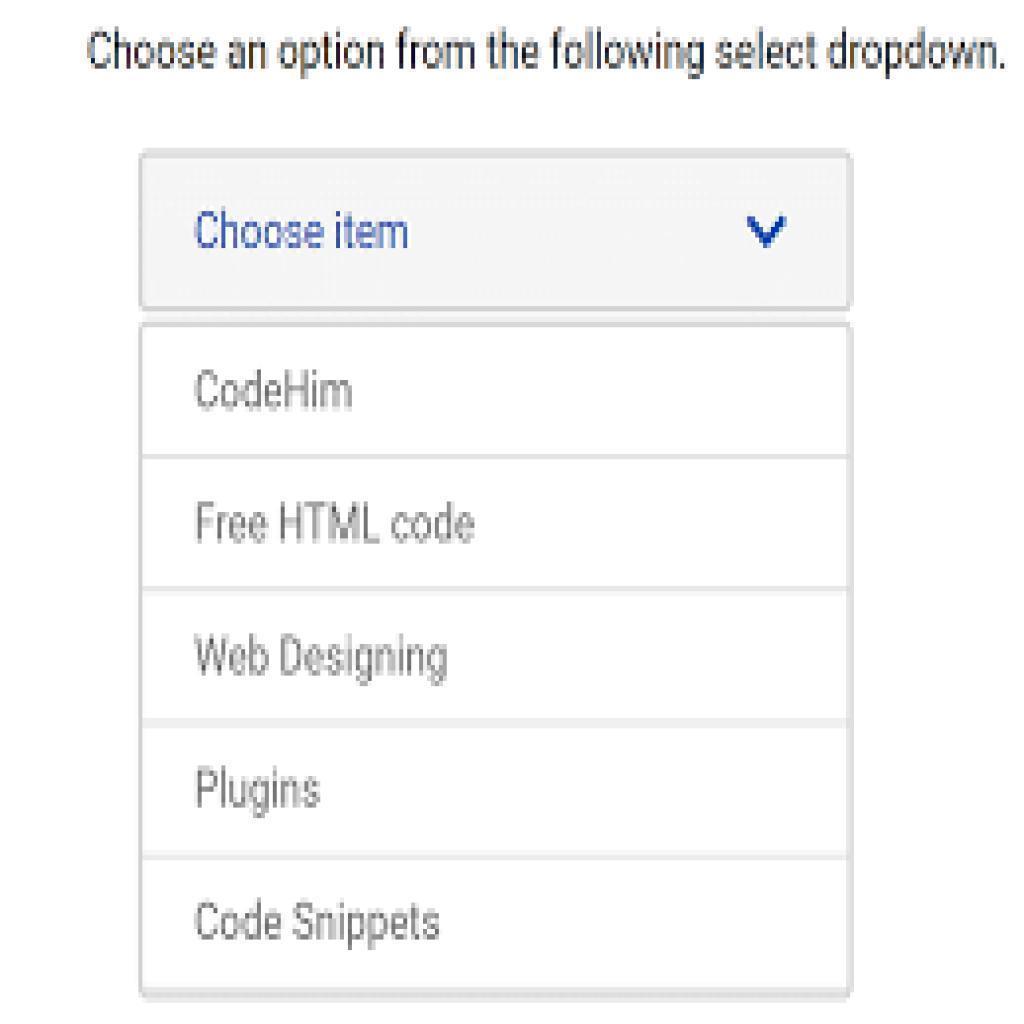 Choose an option from the following select dropdown.
Choose item
CodeHim
Free HTML code
Web Designing
Plugins
Code Snippets